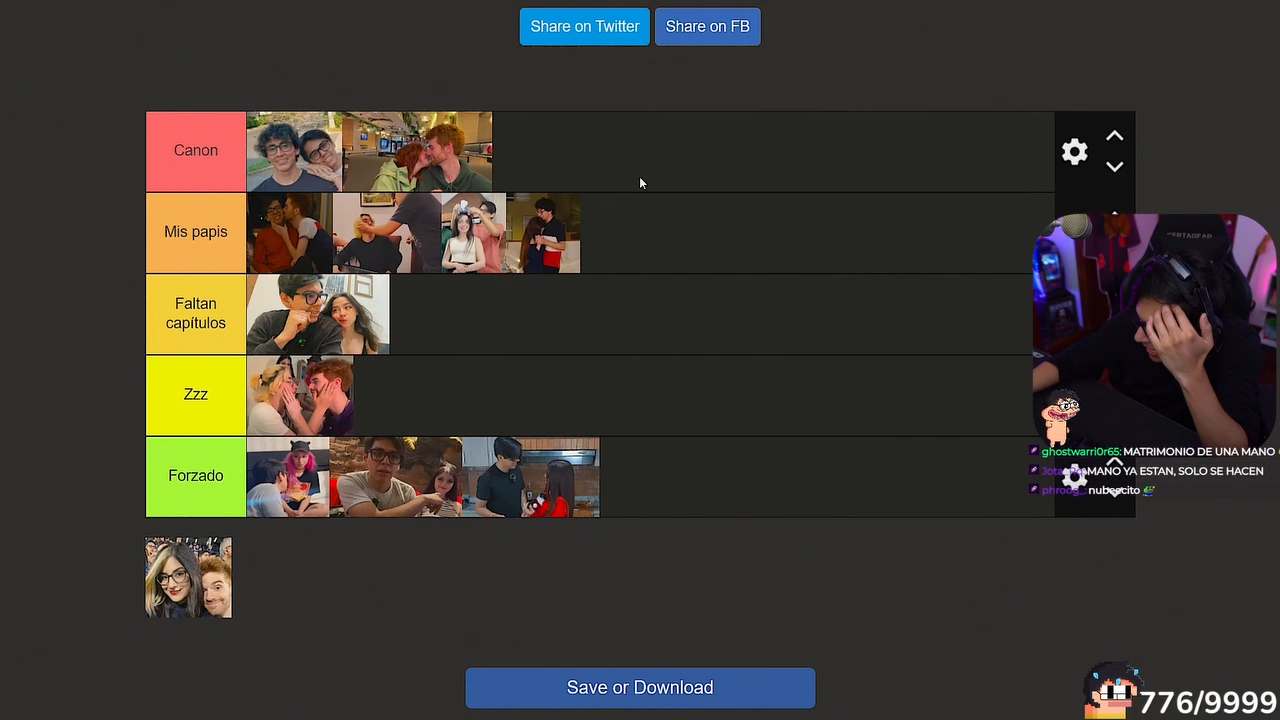 Share on Twitter
Share on FB
Canon
Mis papis
Faltan
capítulos
Zzz
Forzado
ghostwarri0r65: MATRIMONIO DE UNA MANO
MANO YA ESTAN, SOLO SE HACEN
nubescito
Save or Download
776/9999